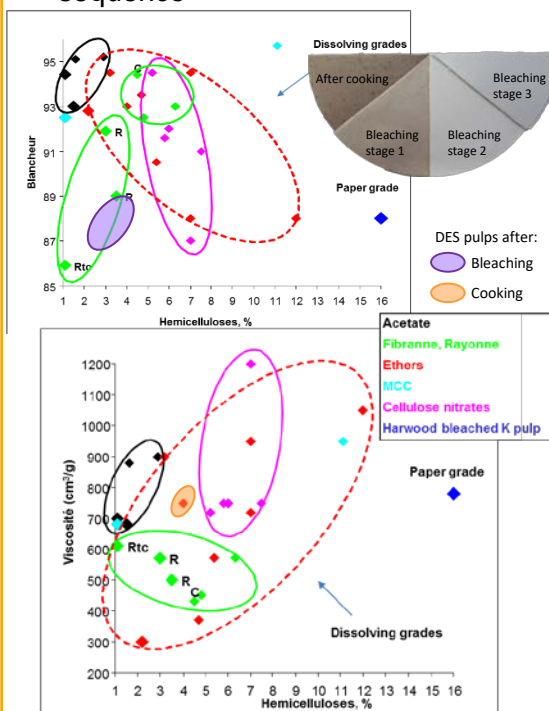 sequence
Dissolving grades
After cooking
Bleaching
stage 3
Bleaching
stage 1
Bleaching
stage 2
95
93
91
89
87
85
Blancheur
C
R
R
Rtc
Paper grade
1 2 3 4 5 6 7 8 9 10 11 12 13 14 15 16
Hemicelluloses, %
DES pulps after:
Bleaching
Cooking
Acetate
Fibranne, Rayonne
Ethers
MCC
Cellulose nitrates
Harwood bleached K pulp
1200
1100
1000
900
800
700
600
500
400
300
200
Viscosité (cm³/g)
Rtc
R
R
C
Paper grade
Dissolving grades
1 2 3 4 5 6 7 8 9 10 11 12 13 14 15 16
Hemicelluloses, %